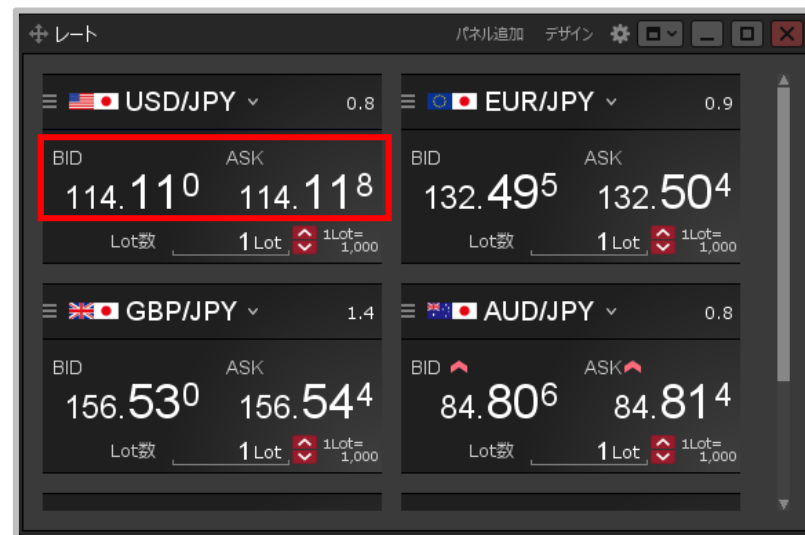 レート パネル追加 デザイン
USD/JPY 0.8
BID ASK
114.110 114.118
Lot数 1 Lot 1Lot=1,000
EUR/JPY 0.9
BID ASK
132.495 132.504
Lot数 1 Lot 1Lot=1,000
GBP/JPY 1.4
BID ASK
156.530 156.544
Lot数 1 Lot 1Lot=1,000
AUD/JPY 0.8
BID ASK
84.806 84.814
Lot数 1 Lot 1Lot=1,000